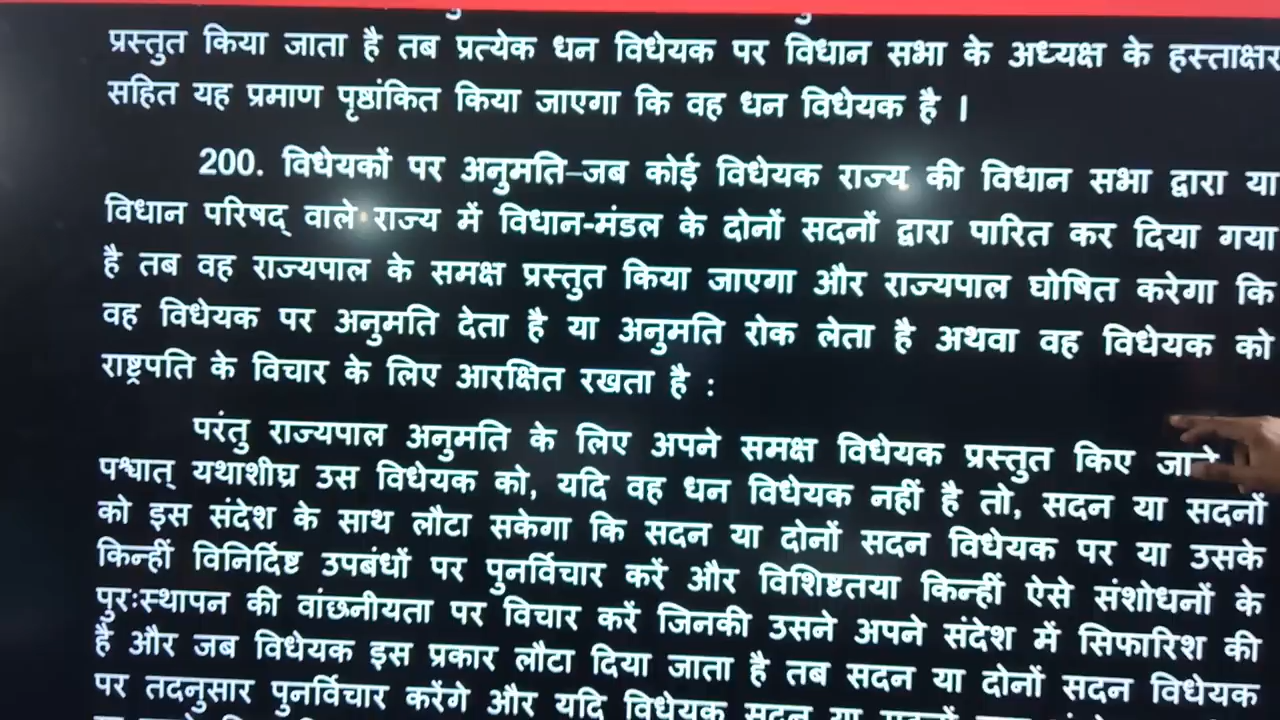 प्रस्तुत किया जाता है तब प्रत्येक धन विधेयक पर विधान सभा के अध्यक्ष के हस्ताक्षर
सहित यह प्रमाण पृष्ठांकित किया जाएगा कि वह धन विधेयक है ।
200. विधेयकों पर अनुमति–जब कोई विधेयक राज्य की विधान सभा द्वारा या
विधान परिषद् वाले राज्य में विधान-मंडल के दोनों सदनों द्वारा पारित कर दिया गया
है तब वह राज्यपाल के समक्ष प्रस्तुत किया जाएगा और राज्यपाल घोषित करेगा कि
वह विधेयक पर अनुमति देता है या अनुमति रोक लेता है अथवा वह विधेयक को
राष्ट्रपति के विचार के लिए आरक्षित रखता है :
परंतु राज्यपाल अनुमति के लिए अपने समक्ष विधेयक प्रस्तुत किए जाने
पश्चात् यथाशीघ्र उस विधेयक को, यदि वह धन विधेयक नहीं है तो, सदन या सदनों
को इस संदेश के साथ लौटा सकेगा कि सदन या दोनों सदन विधेयक पर या उसके
किन्हीं विनिर्दिष्ट उपबंधों पर पुनर्विचार करें और विशिष्टतया किन्हीं ऐसे संशोधनों के
पुरःस्थापन की वांछनीयता पर विचार करें जिनकी उसने अपने संदेश में सिफारिश की
है और जब विधेयक इस प्रकार लौटा दिया जाता है तब सदन या दोनों सदन विधेयक
पर तदनुसार पुनर्विचार करेंगे और यदि विधेयक सदन या